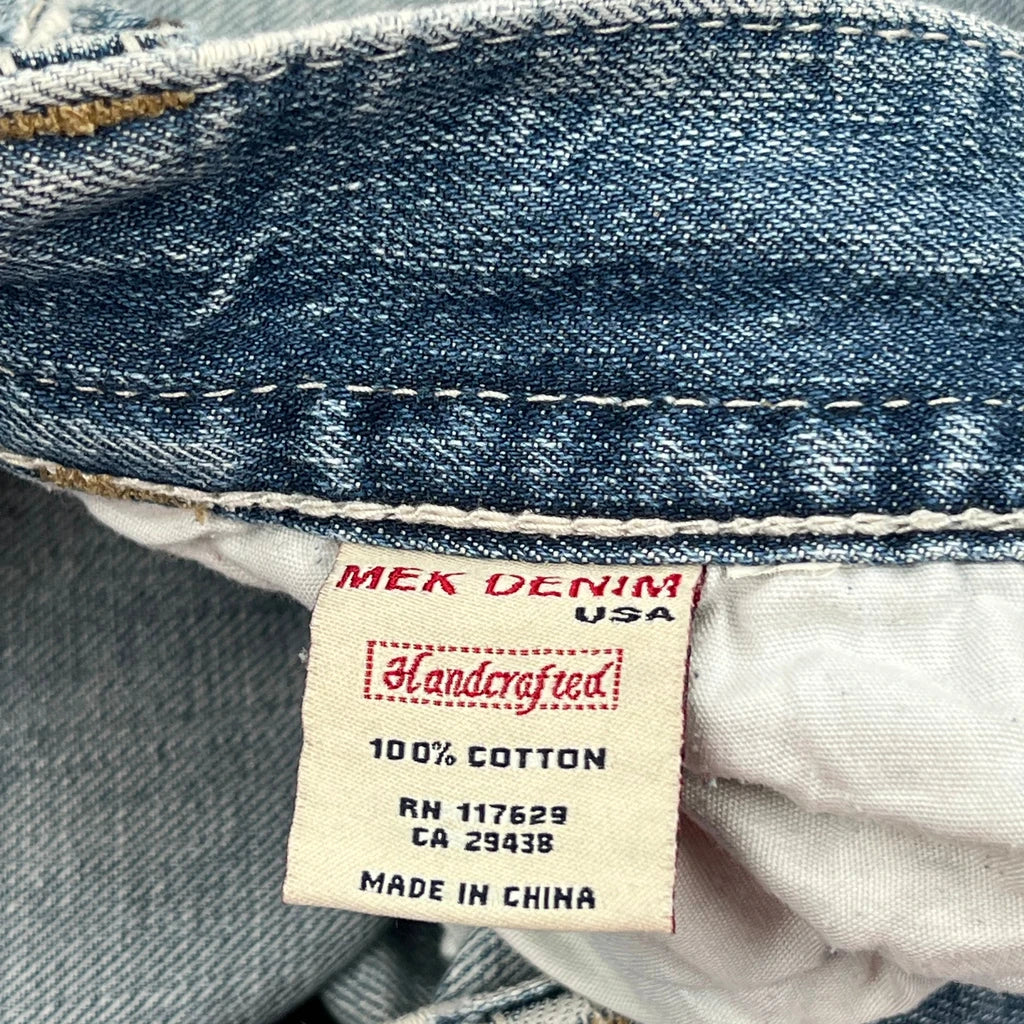 MEK DENIM
USA
Handcrafted
100% COTTON
RN 117629
CA 29438
MADE IN CHINA